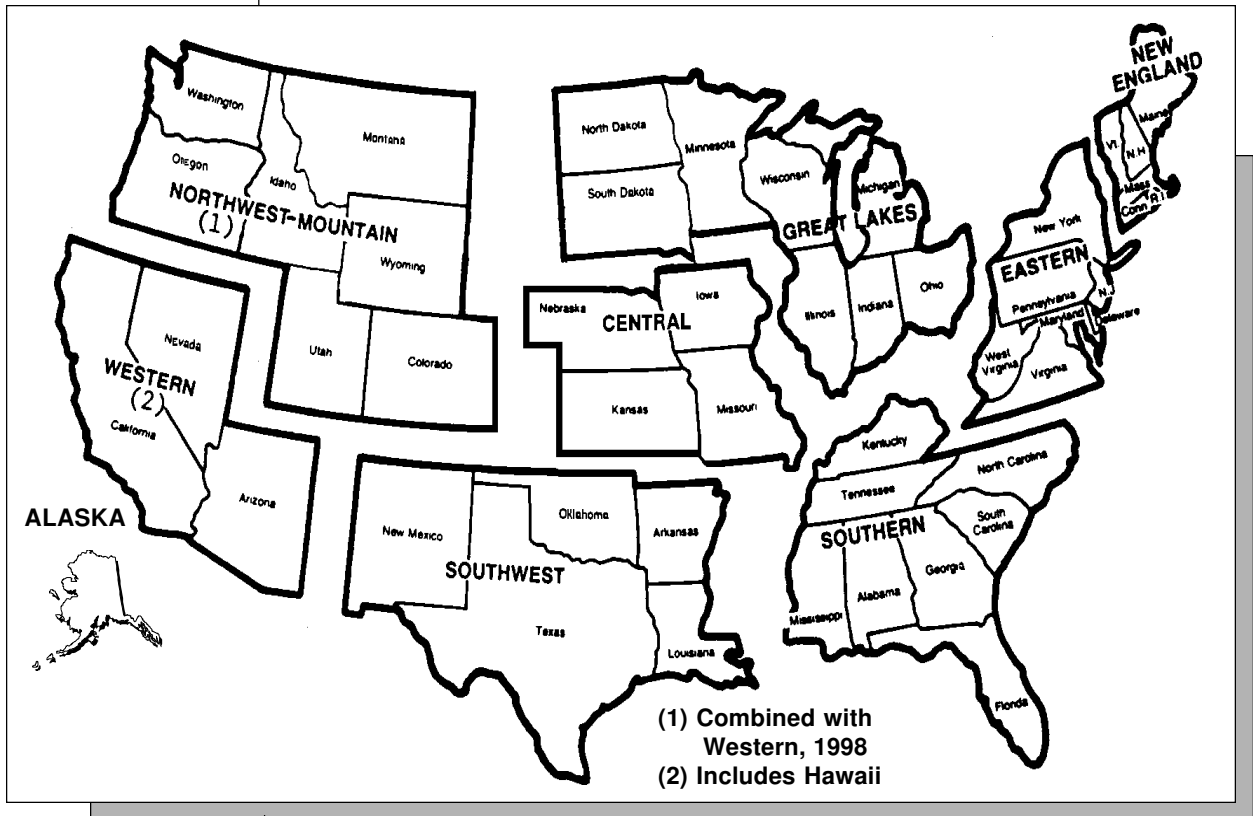 NEW
ENGLAND
Washington
Montana
North Dakota
Minnesota
Maine
Vt.
N.H
Oregon
Idaho
South Dakota
Wisconsin
Michigan
Mass
Conn
R.I
NORTHWEST-MOUNTAIN
(1)
GREAT LAKES
New York
Wyoming
EASTERN
Nebraska
Iowa
Illinois
Indiana
Ohio
Pennsylvania
N.J
Maryland
Delaware
CENTRAL
Nevada
Utah
Colorado
West
Virginia
Virginia
WESTERN
(2)
California
Kansas
Missouri
Kentucky
North Carolina
Tennessee
South
Carolina
Arizona
ALASKA
New Mexico
Oklahoma
Arkansas
SOUTHERN
SOUTHWEST
Georgia
Alabama
Mississippi
Texas
Louisiana
Florida
(1) Combined with
Western, 1998
(2) Includes Hawaii